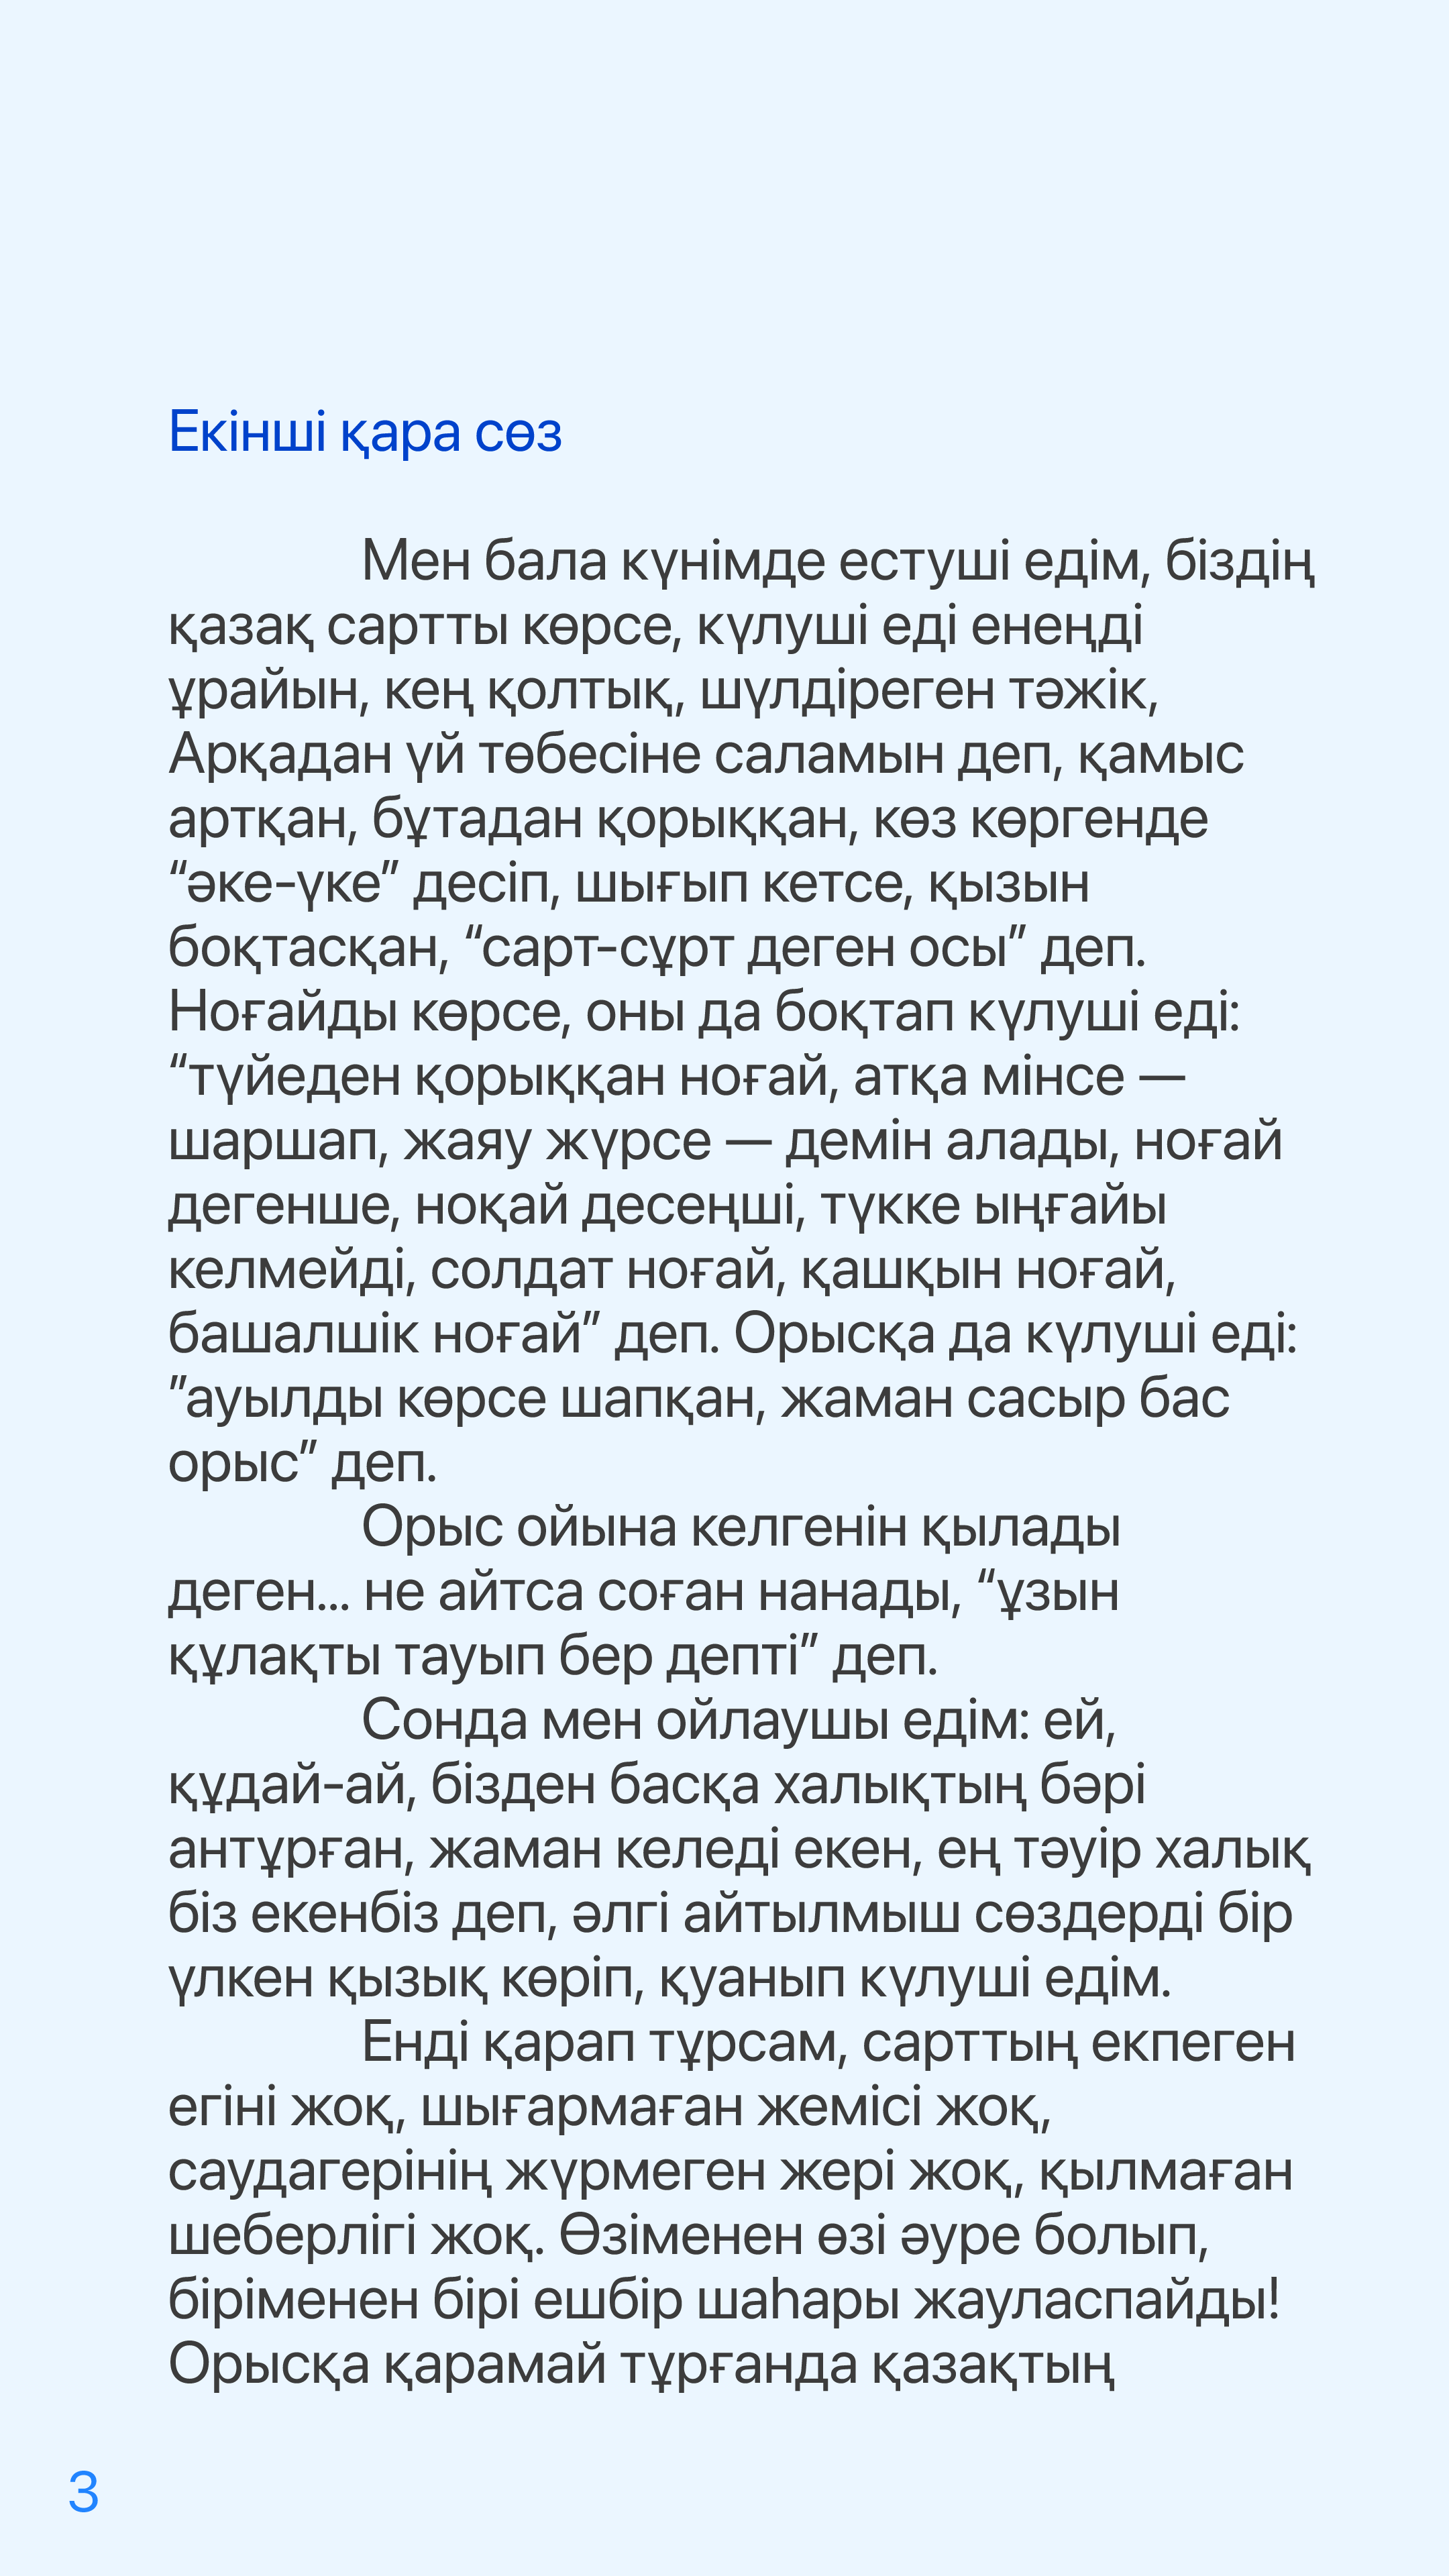 Екінші қара сөз
Мен бала күнімде естуші едім, біздің
қазақ сартты көрсе, күлуші еді енеңді
ұрайын, кең қолтық, шүлдіреген тәжік,
Арқадан үй төбесіне саламын деп, қамыс
артқан, бұтадан қорыққан, көз көргенде
“әке-үке” десіп, шығып кетсе, қызын
боқтасқан, “сарт-сұрт деген осы” деп.
Ноғайды көрсе, оны да боқтап күлуші еді:
“түйеден қорыққан ноғай, атқа мінсе —
шаршап, жаяу жүрсе — демін алады, ноғай
дегенше, ноқай десеңші, түкке ыңғайы
келмейді, солдат ноғай, қашқын ноғай,
башалшік ноғай” деп. Орысқа да күлуші еді:
”ауылды көрсе шапқан, жаман сасыр бас
орыс” деп.
Орыс ойына келгенін қылады
деген... не айтса соған нанады, “ұзын
құлақты тауып бер депті” деп.
Сонда мен ойлаушы едім: ей,
құдай-ай, бізден басқа халықтың бәрі
антұрған, жаман келеді екен, ең тәуір халық
біз екенбіз деп, әлгі айтылмыш сөздерді бір
үлкен қызық көріп, қуанып күлуші едім.
Енді қарап тұрсам, сарттың екпеген
егіні жоқ, шығармаған жемісі жоқ,
саудагерінің жүрмеген жері жоқ, қылмаған
шеберлігі жоқ. Өзіменен өзі әуре болып,
біріменен бірі ешбір шаһары жауласпайды!
Орысқа қарамай тұрғанда қазақтың
3